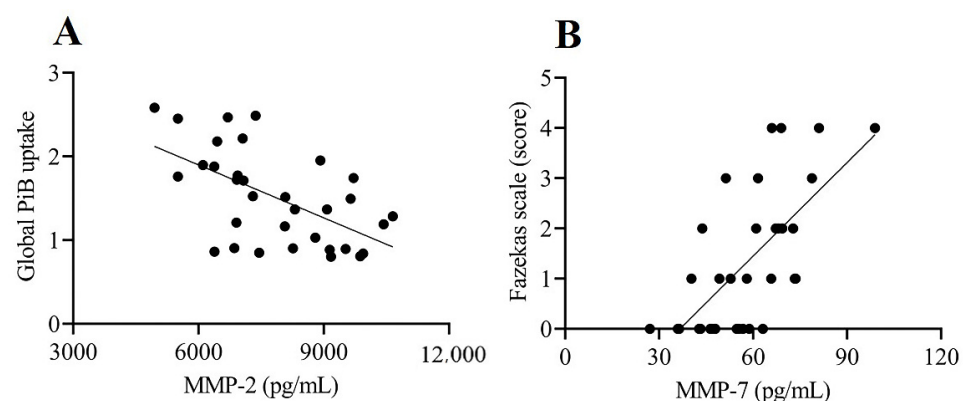 A
3
2
1
0
Global PiB uptake
3000 6000 9000 12,000
MMP-2 (pg/mL)
B
5
4
3
2
1
0
Fazekas scale (score)
0 30 60 90 120
MMP-7 (pg/mL)